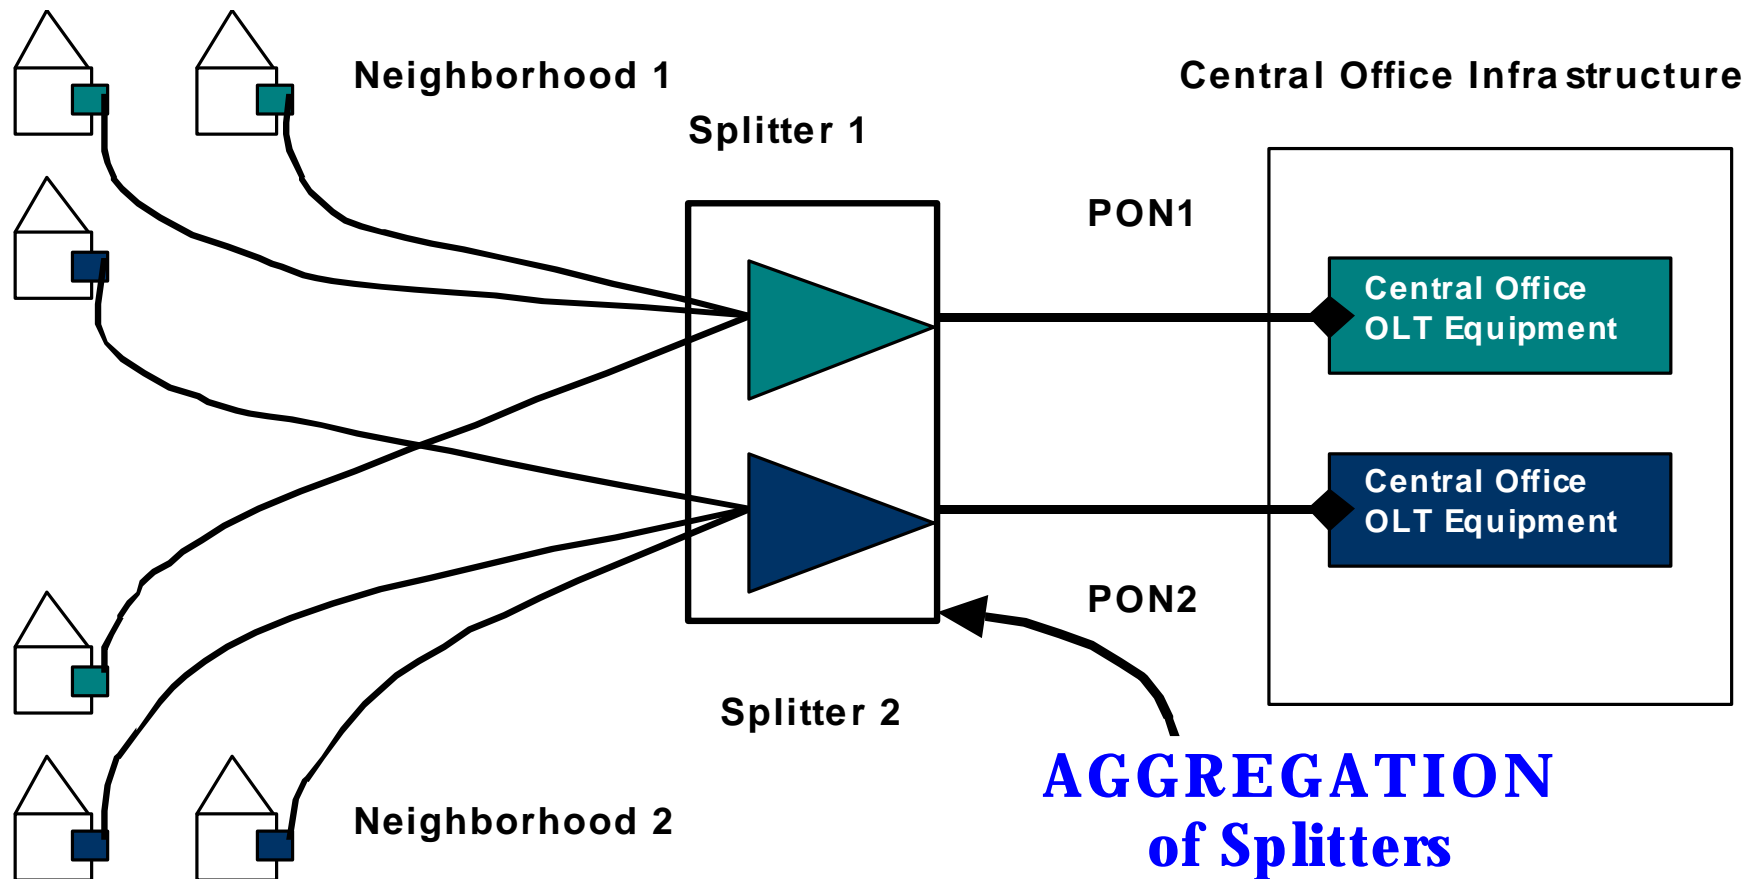 Neighborhood 1
Central Office Infrastructure
Splitter 1
PON1
Central Office
OLT Equipment
Central Office
OLT Equipment
PON2
Splitter 2
AGGREGATION
of Splitters
Neighborhood 2